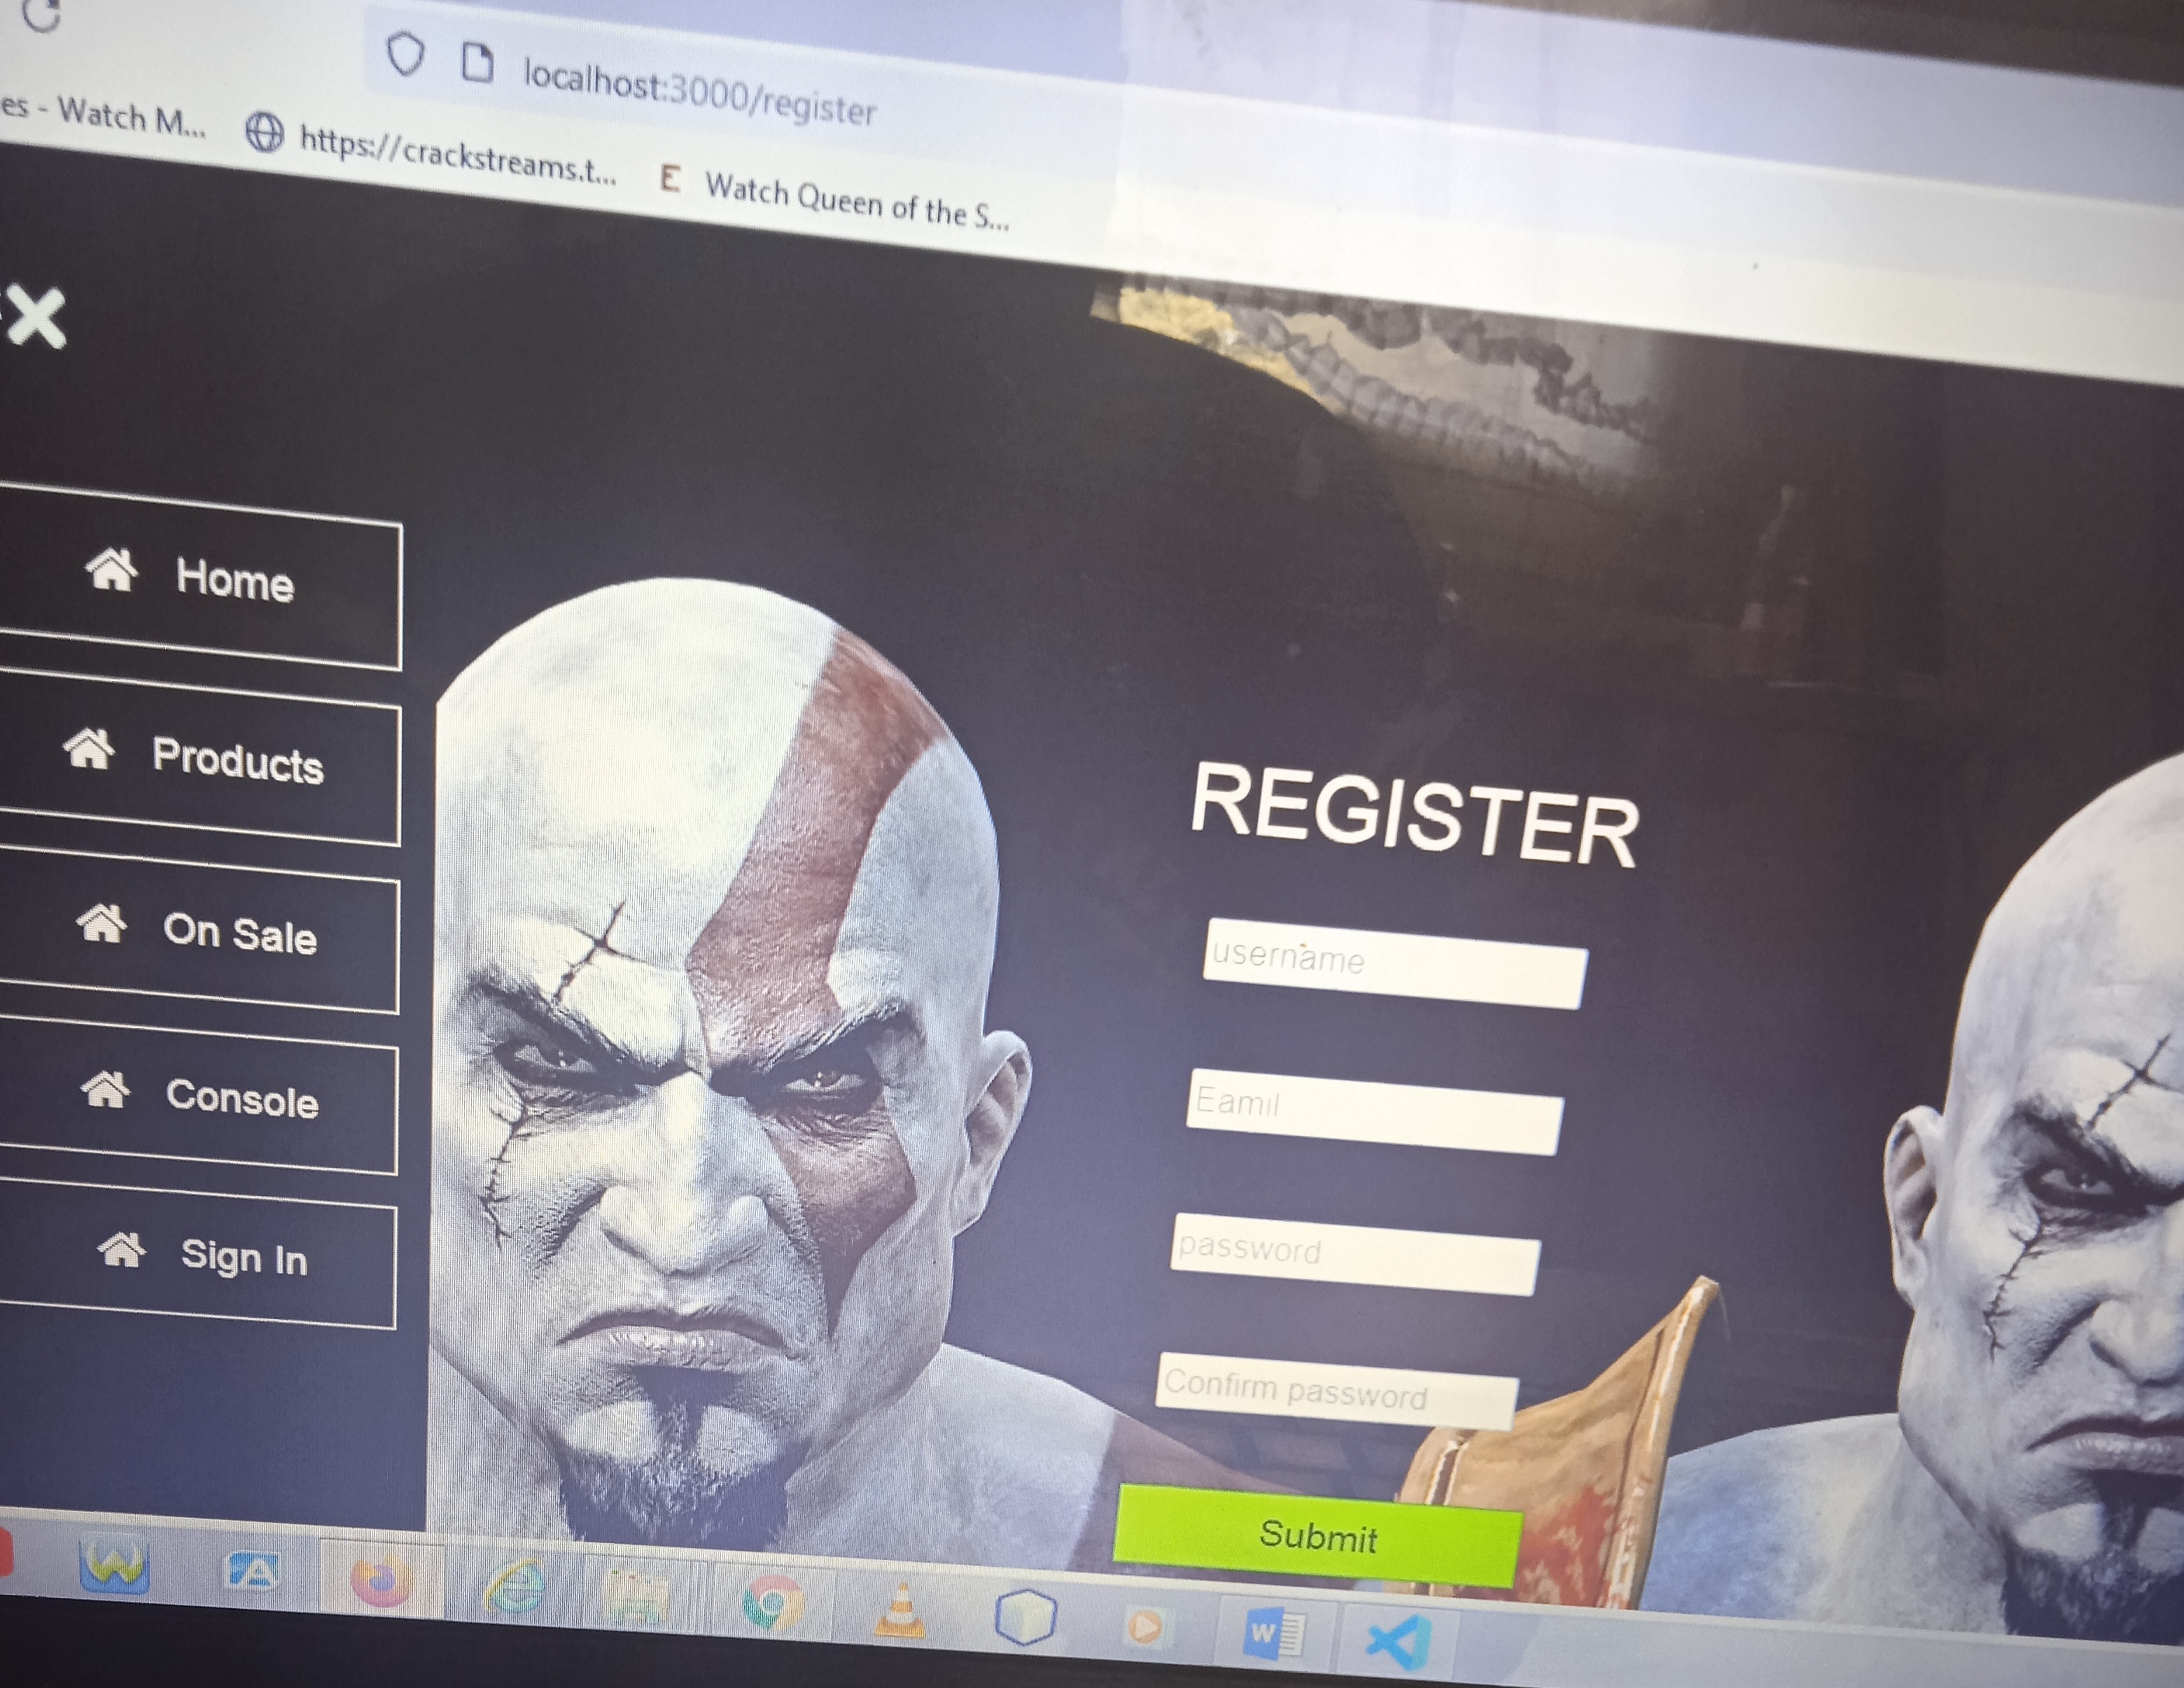 localhost:3000/register
es - Watch M...
https://crackstreams.t...
E Watch Queen of the S...
Home
Products
On Sale
Console
Sign In
REGISTER
username
Eamil
password
Confirm password
Submit
W